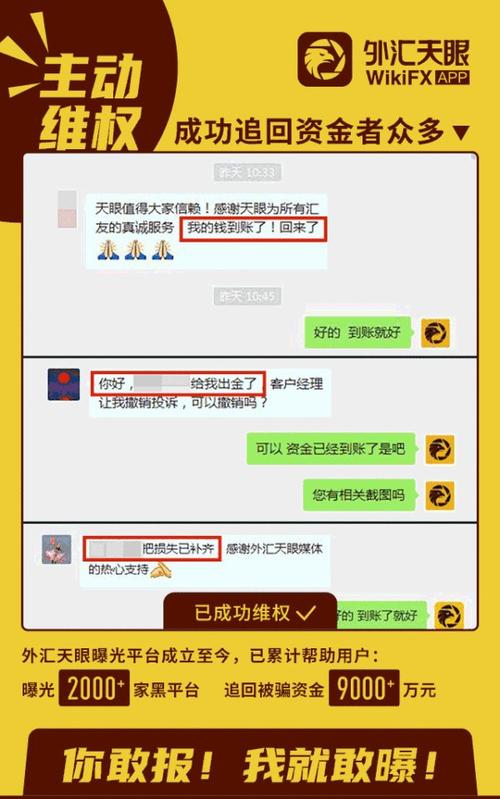 主动
维权
外汇天眼
WikiFX APP
成功追回资金者众多
昨天 10:33
天眼值得大家信赖！感谢天眼为所有汇
友的真诚服务 我的钱到账了！回来了
昨天 10:45
好的 到账就好
你好， 给我出金了，客户经理
让我撤销投诉，可以撤销吗？
可以 资金已经到账了是吧
您有相关截图吗
把损失已补齐 感谢外汇天眼媒体
的热心支持
好的 到账了就好
已成功维权
外汇天眼曝光平台成立至今，已累计帮助用户：
曝光 2000+ 家黑平台 追回被骗资金 9000+ 万元
你敢报！我就敢曝！